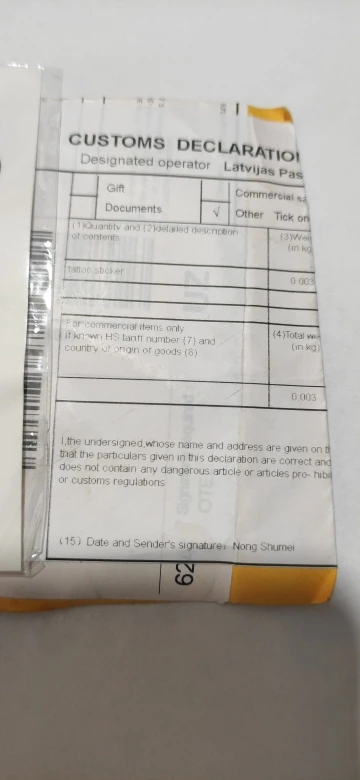 CUSTOMS DECLARATIO
Designated operator Latvijas Pas
Gift
Commercial sa
Documents
√ Other Tick on
(1)Quantity and (2)detailed description
of contents
(3)Wei
(in kg
tattoo sticker
0.003
For commercial items only
if known HS tariff number (7) and
country of origin of goods (8)
(4)Total we
(in kg)
0.003
I,the undersigned,whose name and address are given on th
that the particulars given in this declaration are correct and
does not contain any dangerous article or articles pro- hibi
or customs regulations
(15) Date and Sender's signature: Nong Shumei
62